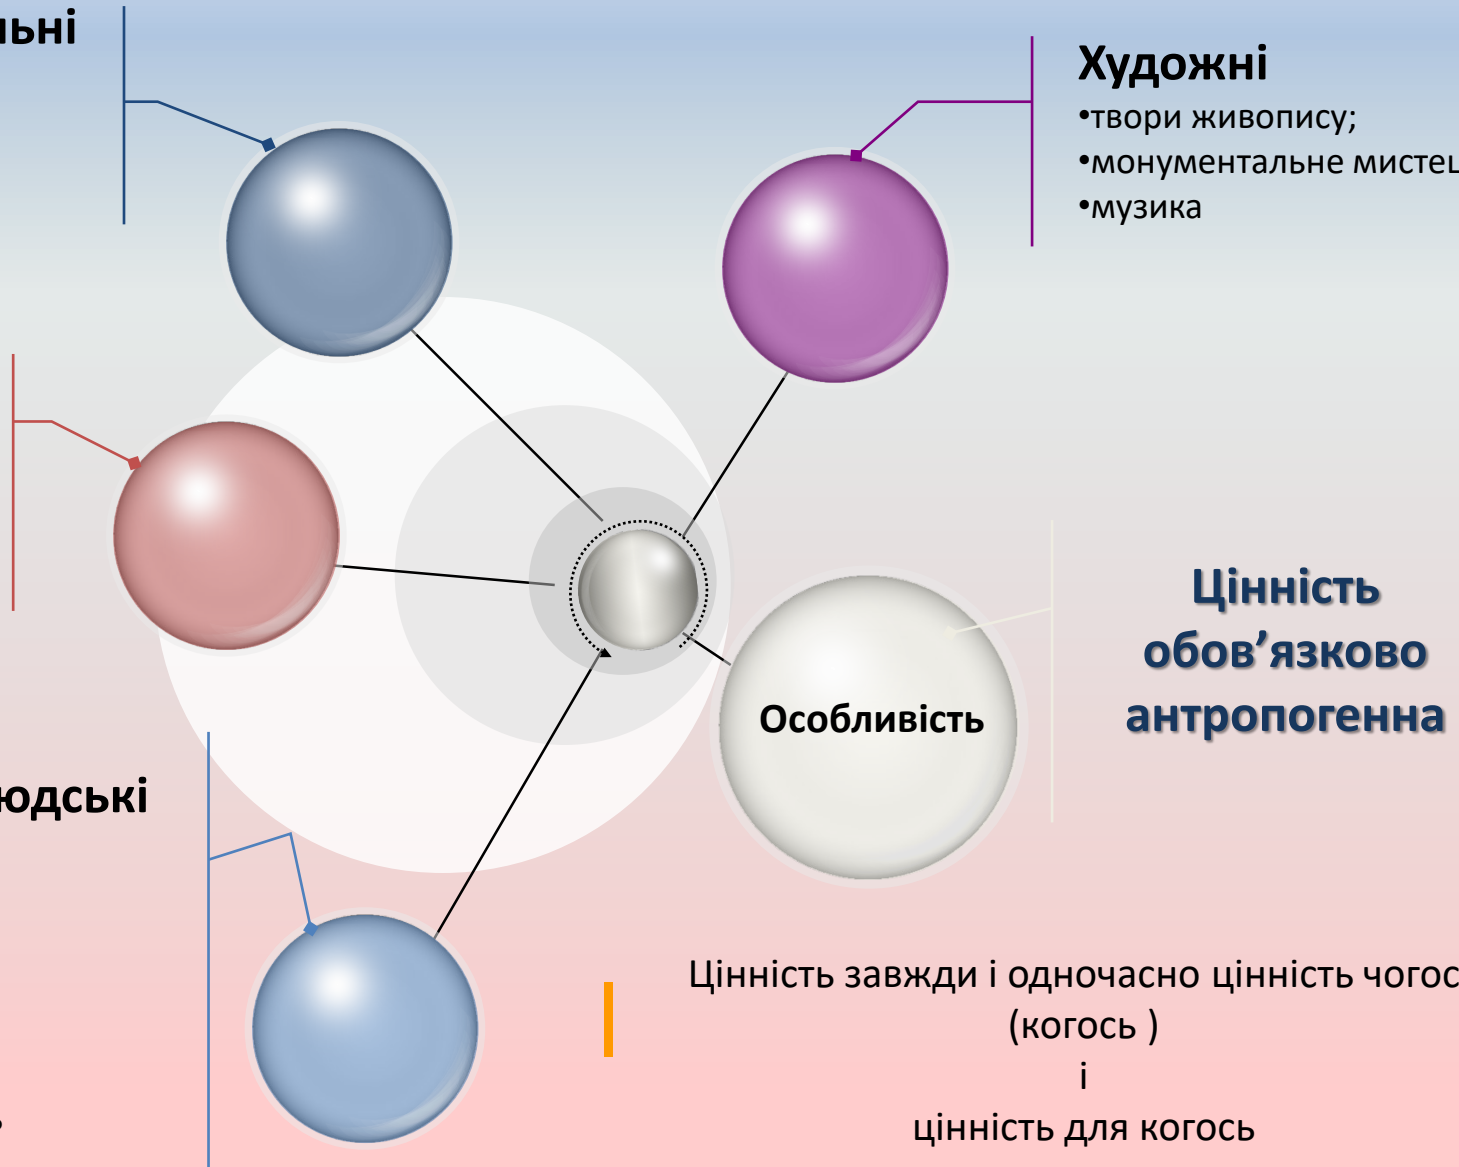 льні
Художні
•твори живопису;
•монументальне мистец
•музика
Цінність
обов’язково
антропогенна
Особливість
юдські
Цінність завжди і одночасно цінність чогос
(когось )
і
цінність для когось